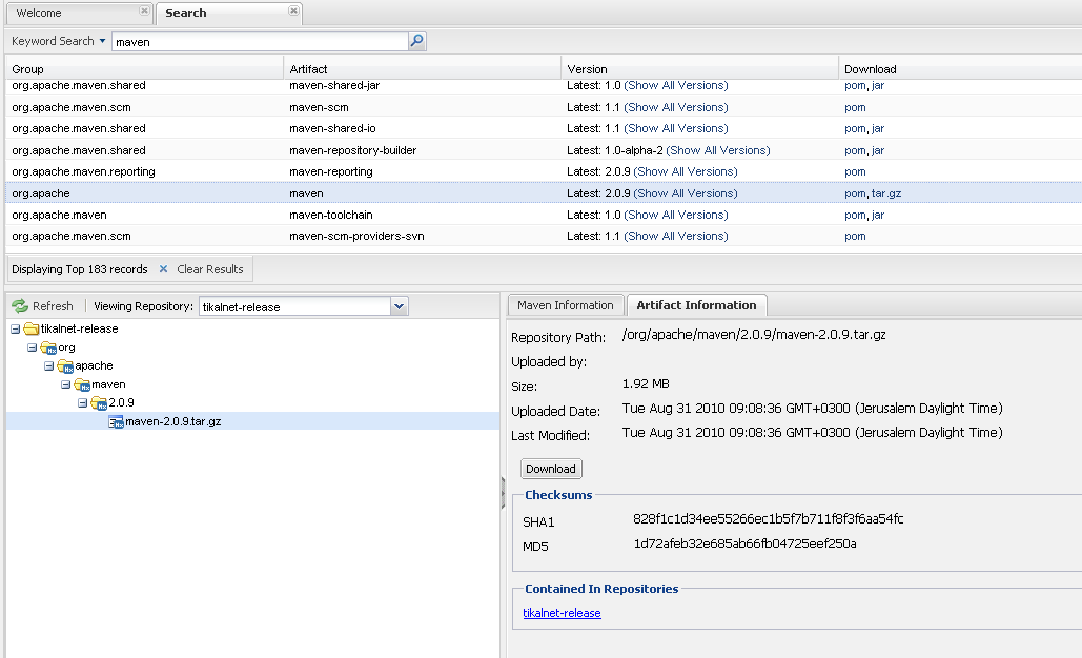 Welcome Search
Keyword Search maven
Group Artifact Version Download
org.apache.maven.shared maven-shared-jar Latest: 1.0 (Show All Versions) pom, jar
org.apache.maven.scm maven-scm Latest: 1.1 (Show All Versions) pom
org.apache.maven.shared maven-shared-io Latest: 1.1 (Show All Versions) pom, jar
org.apache.maven.shared maven-repository-builder Latest: 1.0-alpha-2 (Show All Versions) pom, jar
org.apache.maven.reporting maven-reporting Latest: 2.0.9 (Show All Versions) pom
org.apache maven Latest: 2.0.9 (Show All Versions) pom, tar.gz
org.apache.maven maven-toolchain Latest: 1.0 (Show All Versions) pom, jar
org.apache.maven.scm maven-scm-providers-svn Latest: 1.1 (Show All Versions) pom
Displaying Top 183 records Clear Results
Refresh Viewing Repository: tikalnet-release
tikalnet-release
org
apache
maven
2.0.9
maven-2.0.9.tar.gz
Maven Information Artifact Information
Repository Path: /org/apache/maven/2.0.9/maven-2.0.9.tar.gz
Uploaded by:
Size: 1.92 MB
Uploaded Date: Tue Aug 31 2010 09:08:36 GMT+0300 (Jerusalem Daylight Time)
Last Modified: Tue Aug 31 2010 09:08:36 GMT+0300 (Jerusalem Daylight Time)
Download
Checksums
SHA1 828f1c1d34ee55266ec1b5f7b711f8f3f6aa54fc
MD5 1d72afeb32e685ab66fb04725eef250a
Contained In Repositories
tikalnet-release